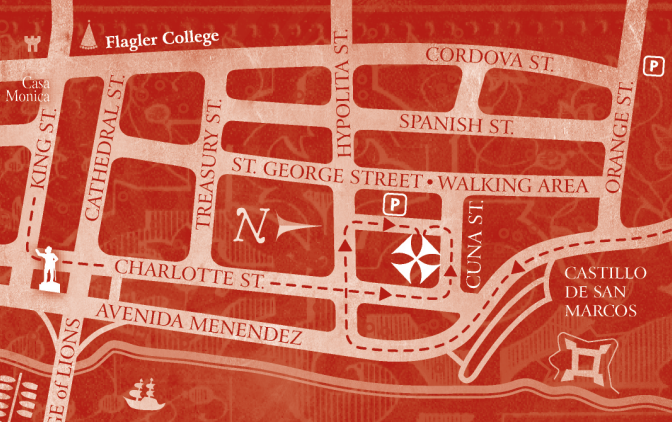 Flagler College
CORDOVA ST.
P
Casa
Monica
KING ST.
CATHEDRAL ST.
TREASURY ST.
HYPOLITA ST.
SPANISH ST.
ORANGE ST.
ST. GEORGE STREET • WALKING AREA
P
N
CUNA ST.
CHARLOTTE ST.
CASTILLO
DE SAN
MARCOS
AVENIDA MENENDEZ
GE of LIONS